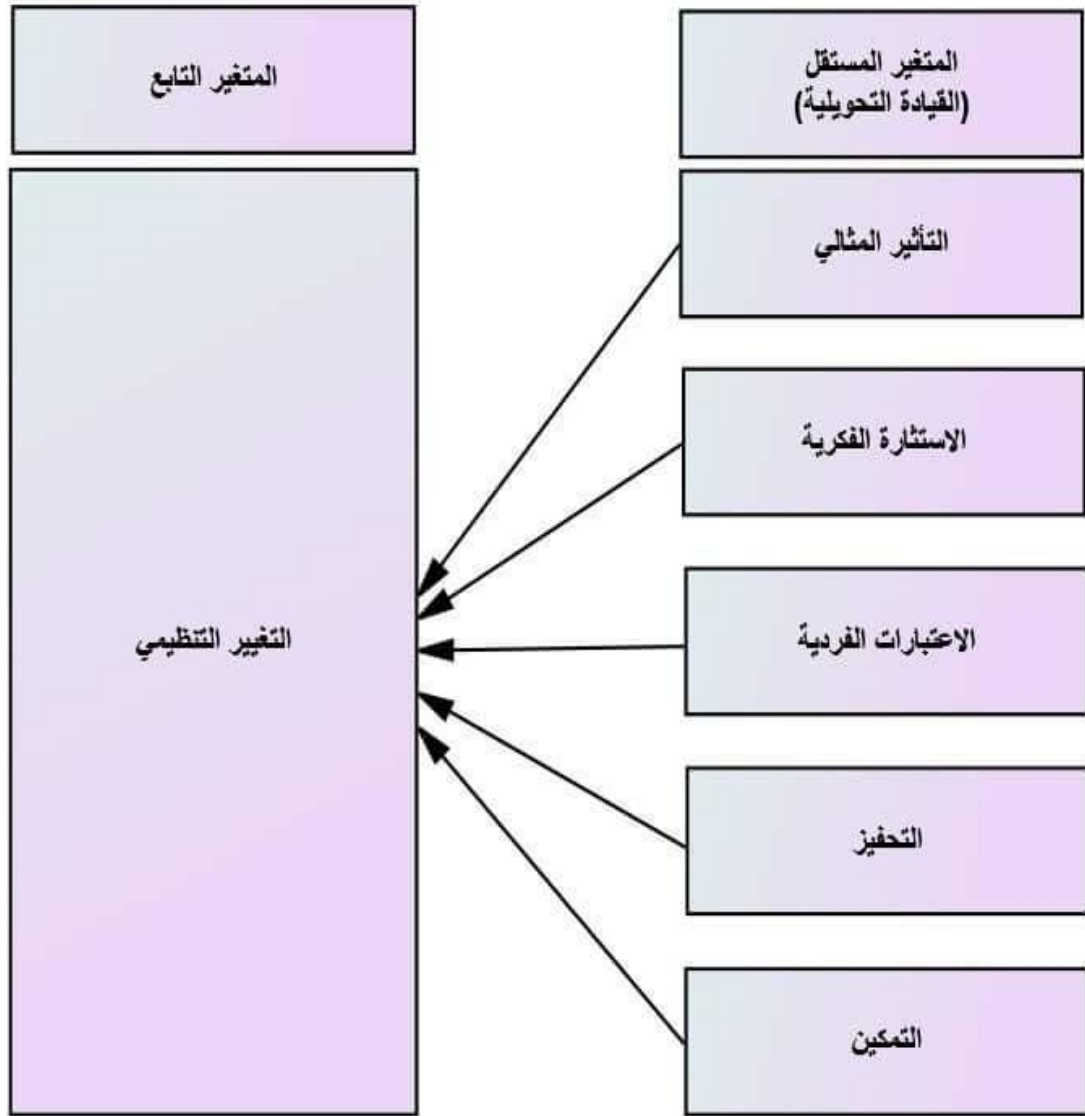 المتغير المستقل
(القيادة التحويلية)
المتغير التابع
التأثير المثالي
الاستثارة الفكرية
الاعتبارات الفردية
التحفيز
التمكين
التغيير التنظيمي